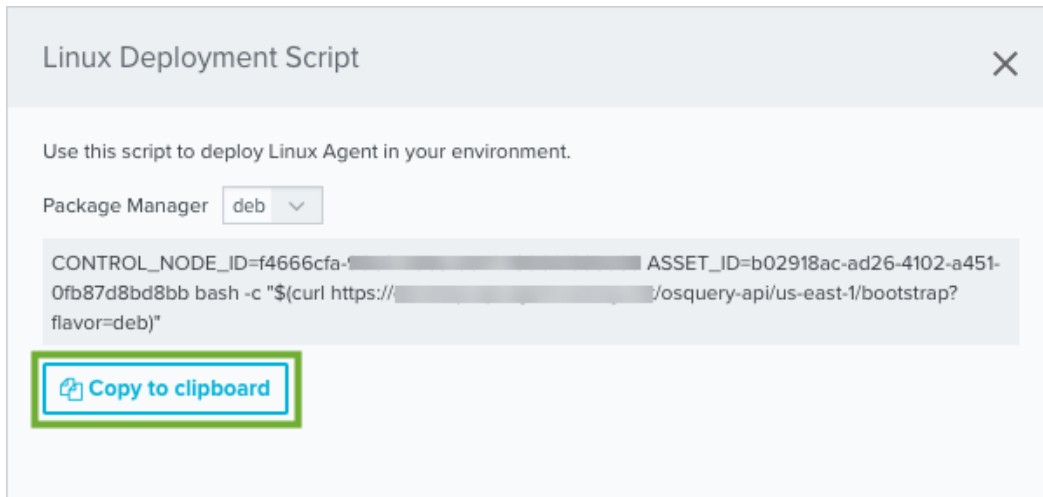 Linux Deployment Script
Use this script to deploy Linux Agent in your environment.
Package Manager deb
CONTROL_NODE_ID=f4666cfa- ASSET_ID=b02918ac-ad26-4102-a451-
0fb87d8bd8bb bash -c "$(curl https:// :/osquery-api/us-east-1/bootstrap?
flavor=deb)"
Copy to clipboard